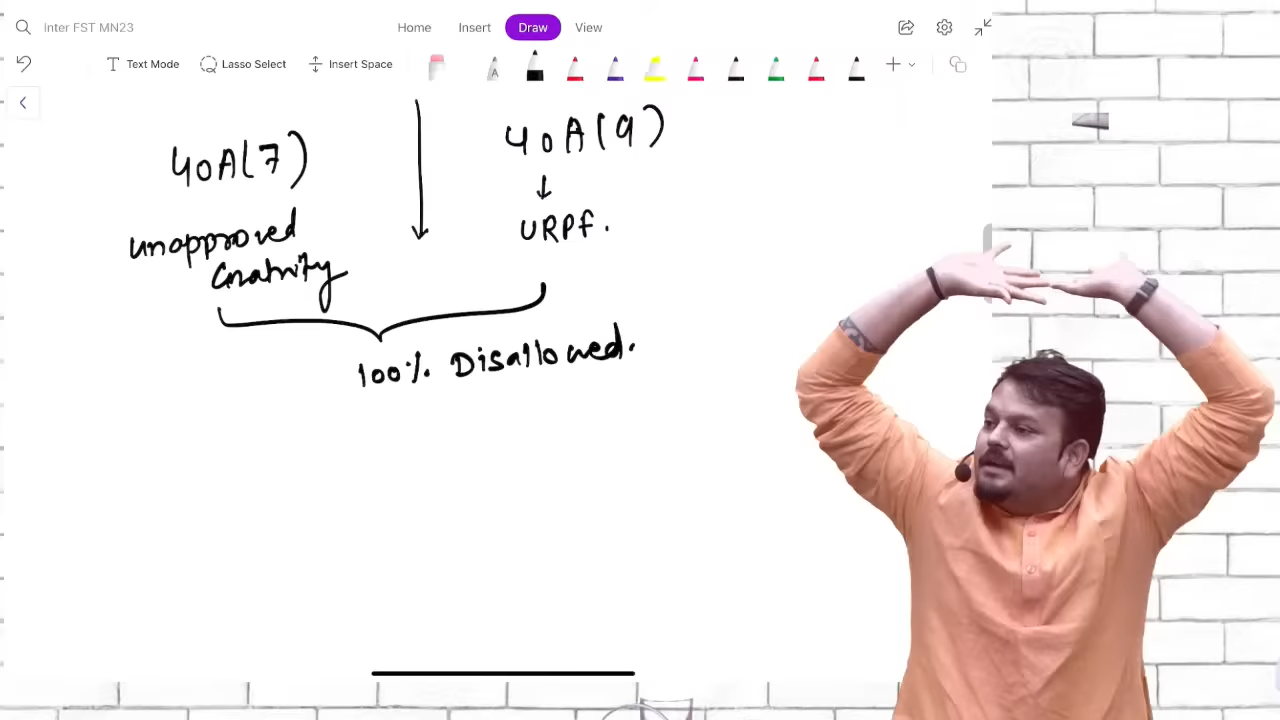 Inter FST MN23
Home Insert Draw View
Text Mode Lasso Select Insert Space
A
40A(7)
40A(9)
unapproved
Gratuity
URPF.
100% Disallowed.